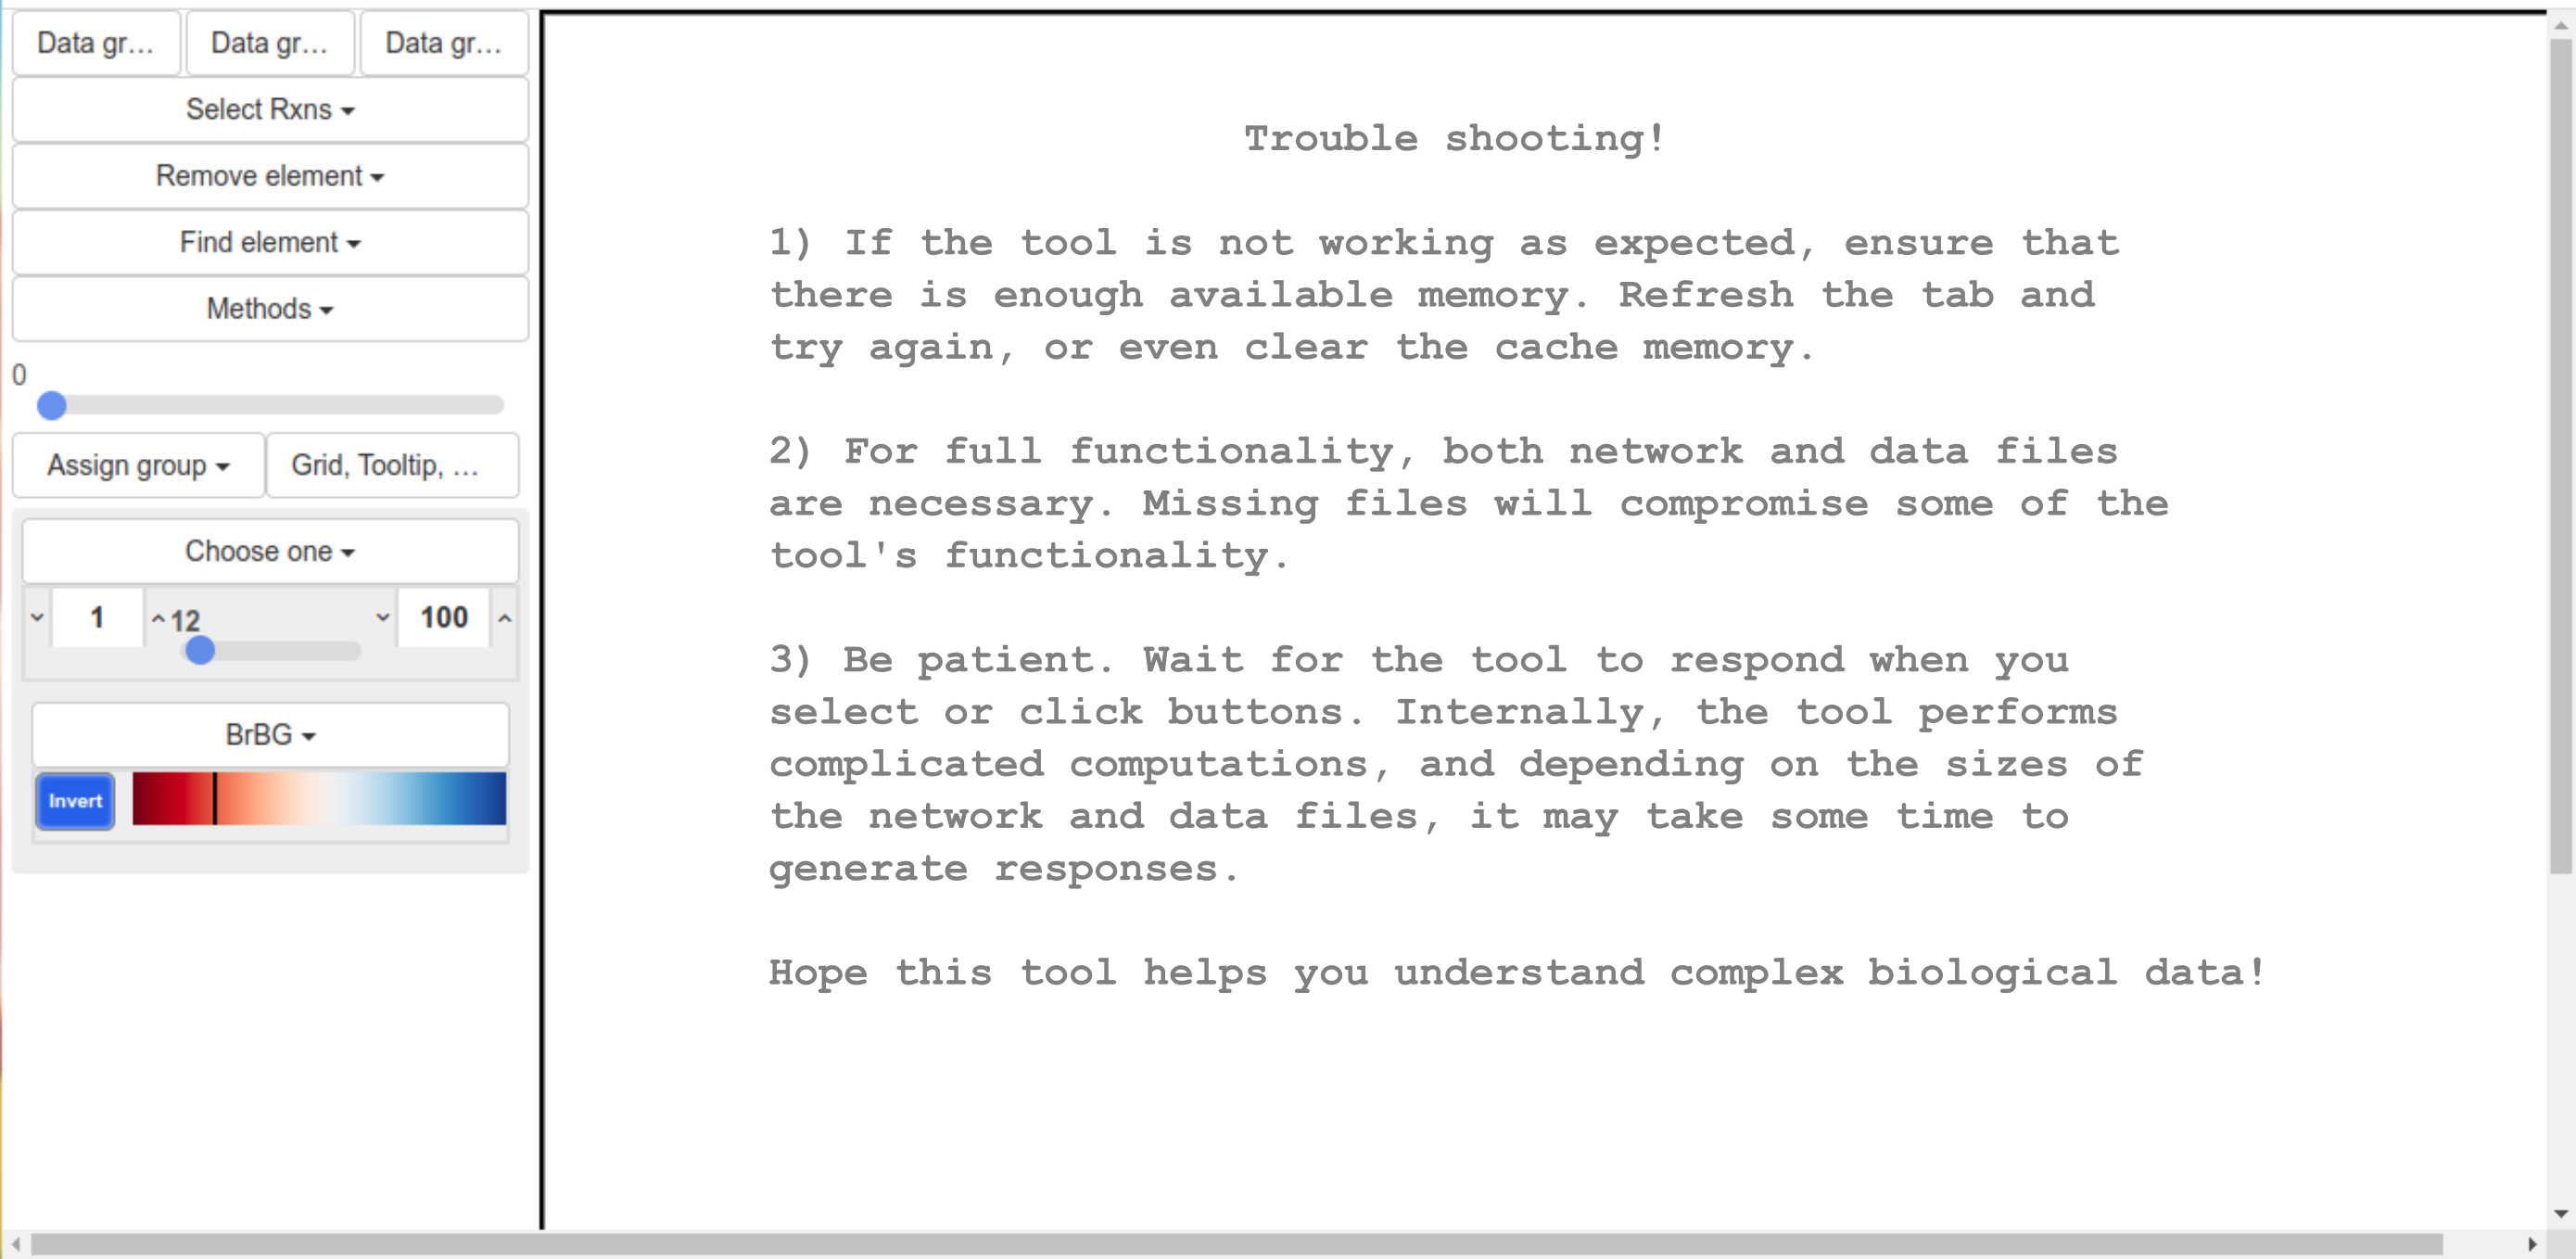 Data gr... Data gr... Data gr...
Select Rxns
Remove element
Find element
Methods
0
Assign group Grid, Tooltip, ...
Choose one
1 12 100
BrBG
Invert
Trouble shooting!
1) If the tool is not working as expected, ensure that
there is enough available memory. Refresh the tab and
try again, or even clear the cache memory.
2) For full functionality, both network and data files
are necessary. Missing files will compromise some of the
tool's functionality.
3) Be patient. Wait for the tool to respond when you
select or click buttons. Internally, the tool performs
complicated computations, and depending on the sizes of
the network and data files, it may take some time to
generate responses.
Hope this tool helps you understand complex biological data!